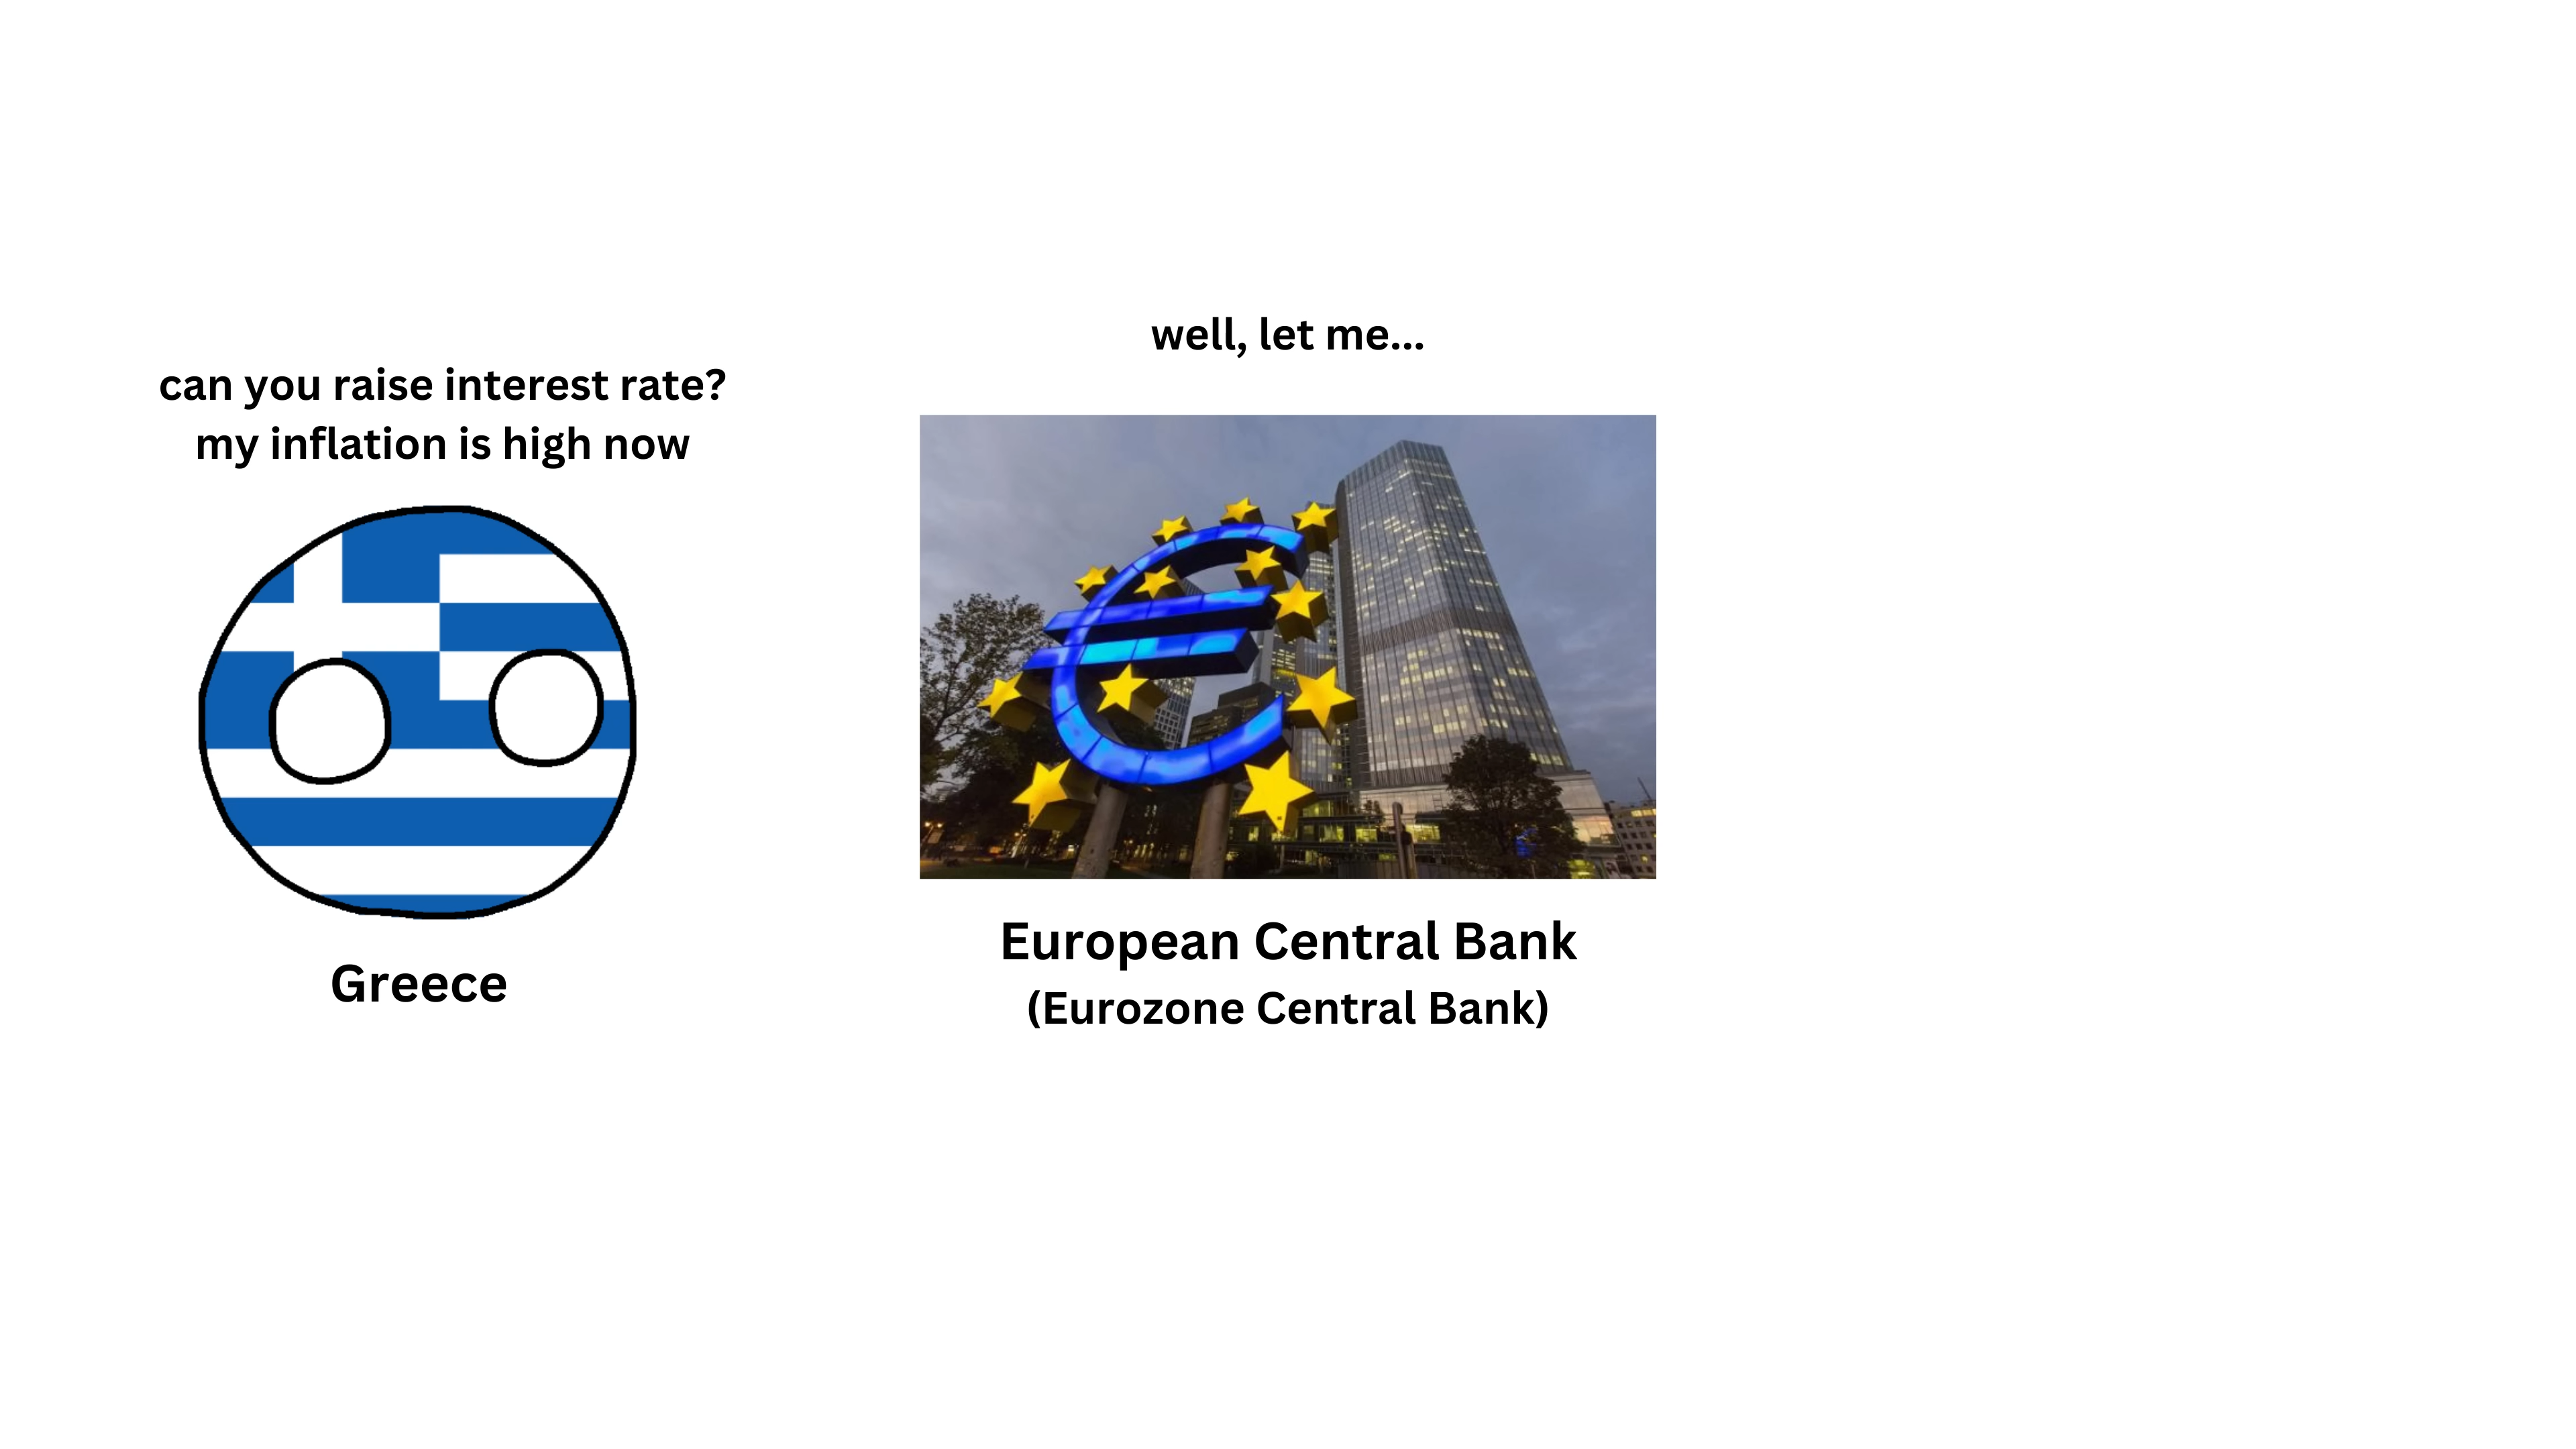 can you raise interest rate?
my inflation is high now
Greece
well, let me...
European Central Bank
(Eurozone Central Bank)